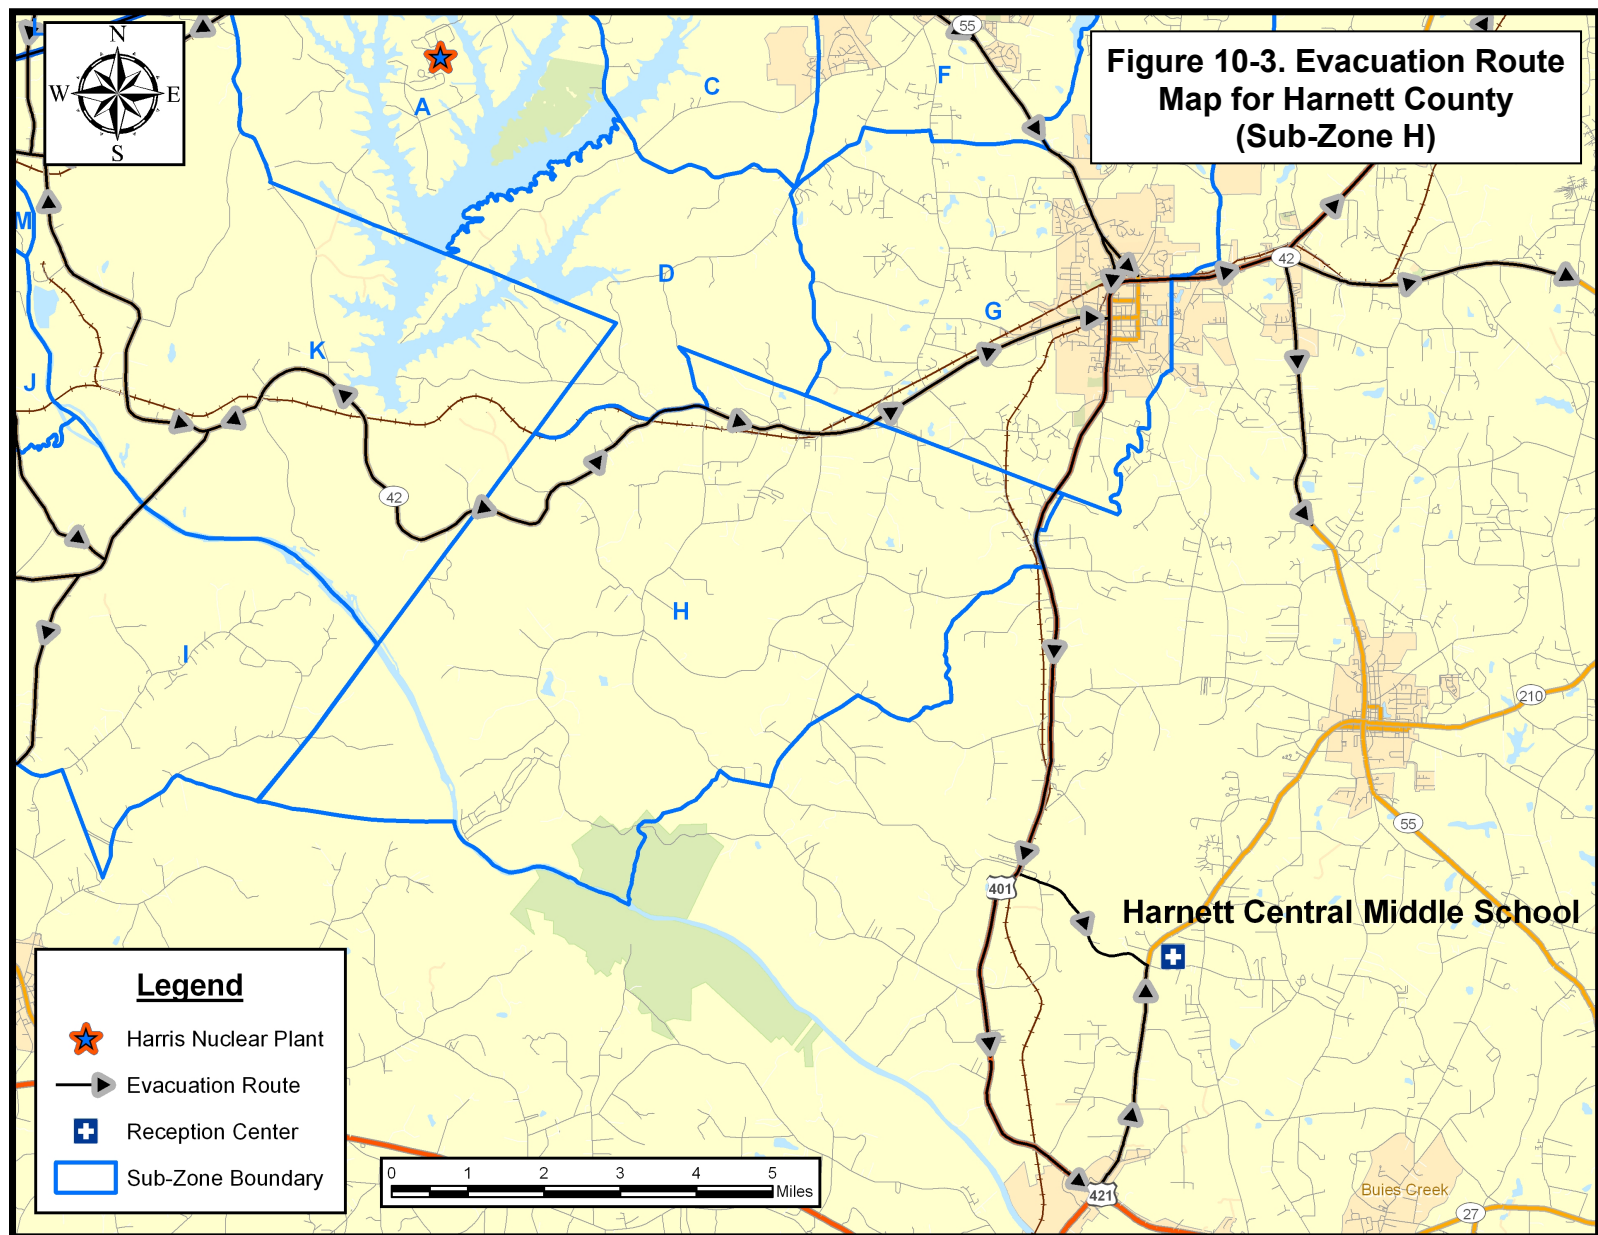 Figure 10-3. Evacuation Route
Map for Harnett County
(Sub-Zone H)
N
W E
S
A
C
F
55
M
D
G
42
J
K
42
H
I
210
55
401
Harnett Central Middle School
421
Buies Creek
27
Legend
Harris Nuclear Plant
Evacuation Route
Reception Center
Sub-Zone Boundary
0 1 2 3 4 5
Miles